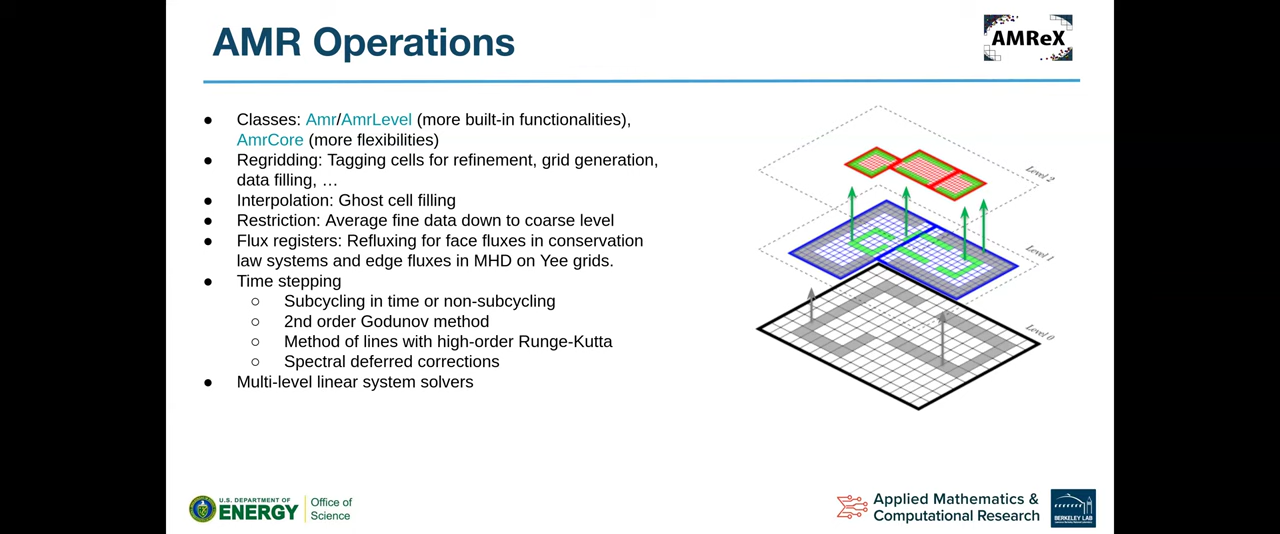 AMR Operations
AMReX
● Classes: Amr/AmrLevel (more built-in functionalities),
AmrCore (more flexibilities)
● Regridding: Tagging cells for refinement, grid generation,
data filling, …
● Interpolation: Ghost cell filling
● Restriction: Average fine data down to coarse level
● Flux registers: Refluxing for face fluxes in conservation
law systems and edge fluxes in MHD on Yee grids.
● Time stepping
○ Subcycling in time or non-subcycling
○ 2nd order Godunov method
○ Method of lines with high-order Runge-Kutta
○ Spectral deferred corrections
● Multi-level linear system solvers
Level 2
Level 1
Level 0
U.S. DEPARTMENT OF
ENERGY
Office of
Science
Applied Mathematics &
Computational Research
BERKELEY LAB